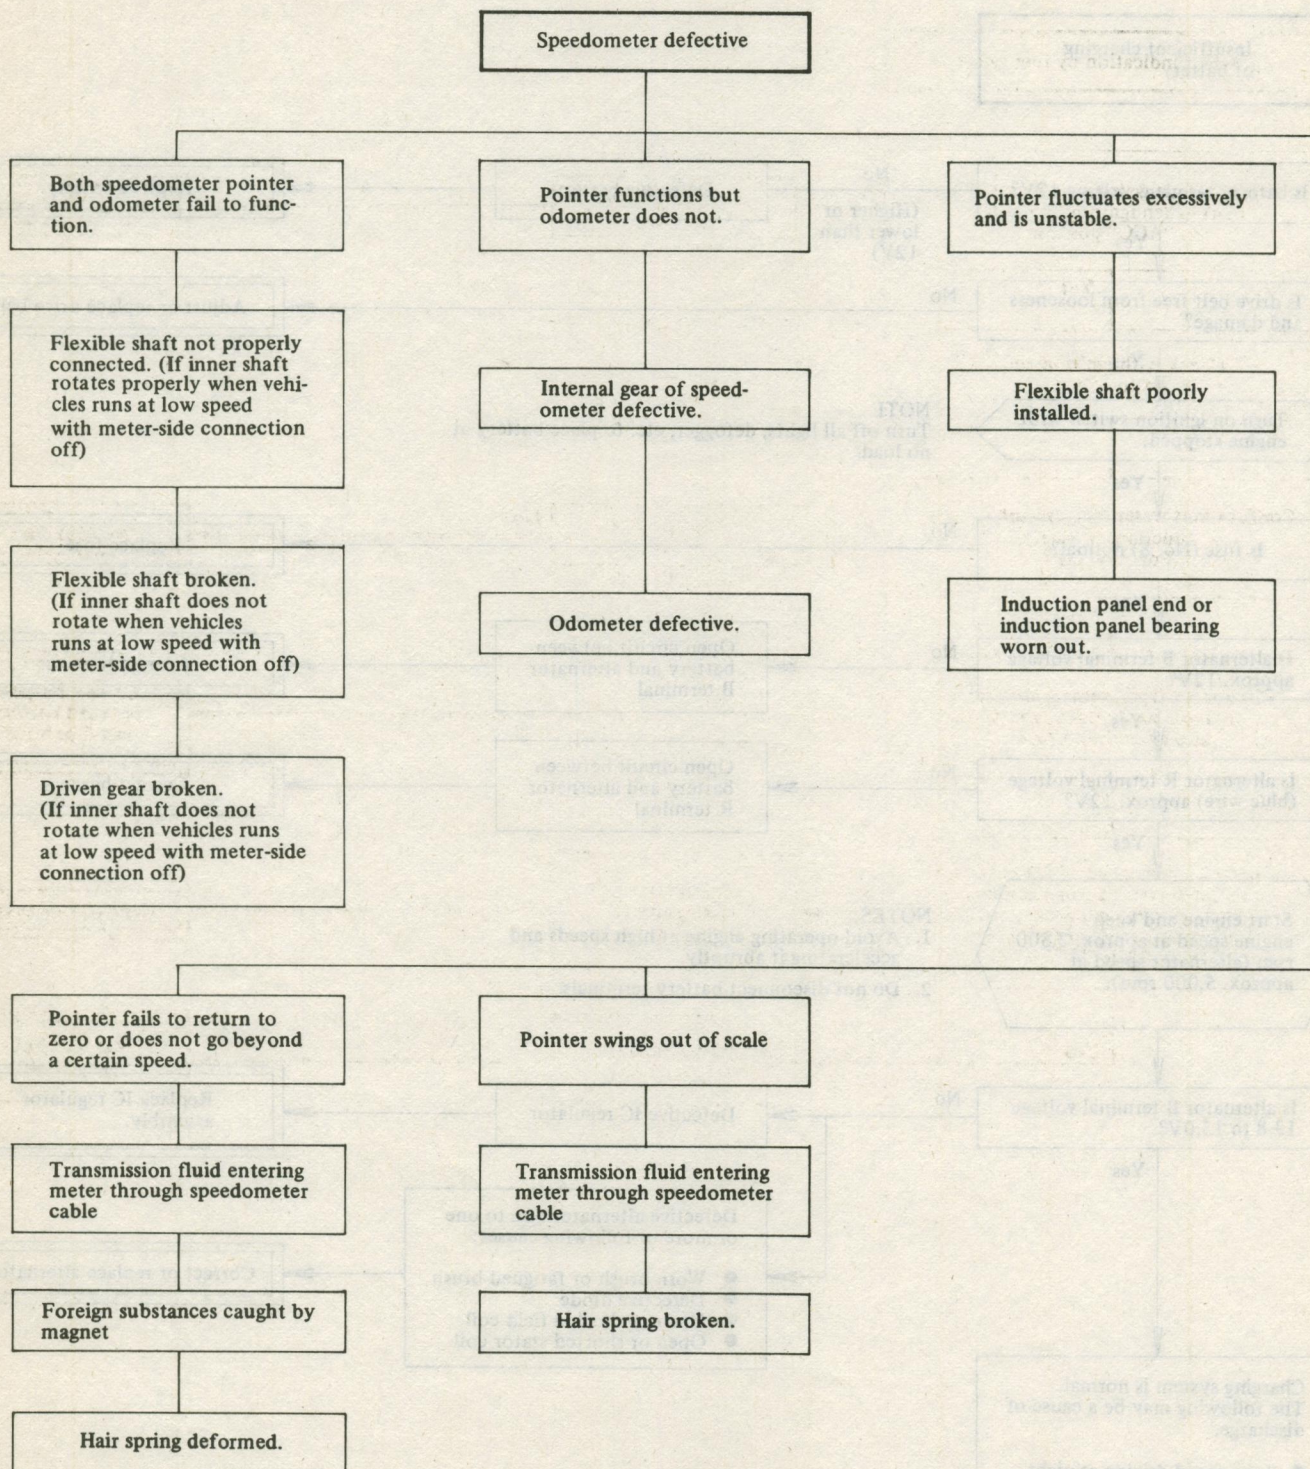 Speedometer defective
Both speedometer pointer
and odometer fail to func-
tion.
Pointer functions but
odometer does not.
Pointer fluctuates excessively
and is unstable.
Flexible shaft not properly
connected. (If inner shaft
rotates properly when vehi-
cles runs at low speed
with meter-side connection
off)
Internal gear of speed-
ometer defective.
Flexible shaft poorly
installed.
Flexible shaft broken.
(If inner shaft does not
rotate when vehicles
runs at low speed with
meter-side connection off)
Odometer defective.
Induction panel end or
induction panel bearing
worn out.
Driven gear broken.
(If inner shaft does not
rotate when vehicles runs
at low speed with meter-side
connection off)
Pointer fails to return to
zero or does not go beyond
a certain speed.
Pointer swings out of scale
Transmission fluid entering
meter through speedometer
cable
Transmission fluid entering
meter through speedometer
cable
Foreign substances caught by
magnet
Hair spring broken.
Hair spring deformed.